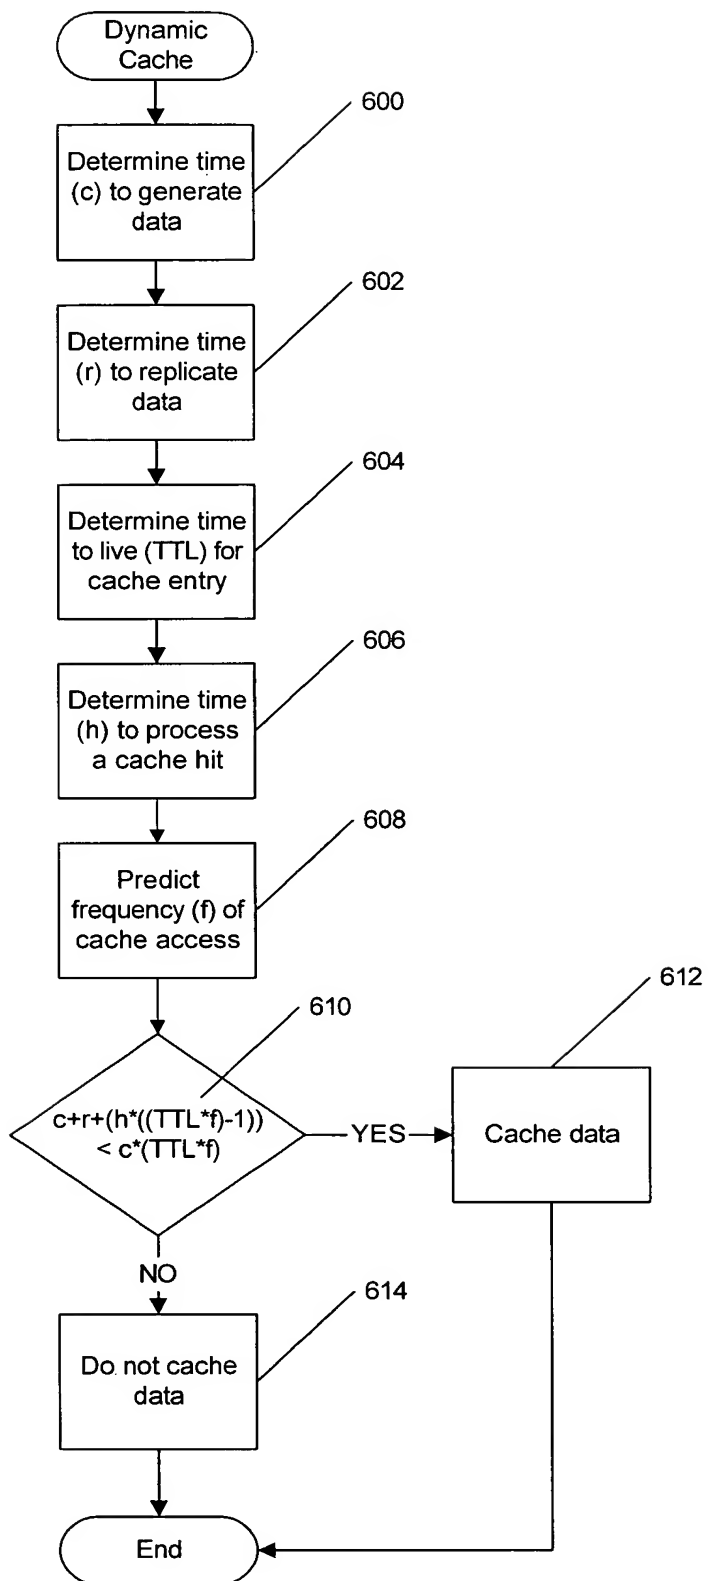 Dynamic
Cache
600
Determine time
(c) to generate
data
602
Determine time
(r) to replicate
data
604
Determine time
to live (TTL) for
cache entry
606
Determine time
(h) to process
a cache hit
608
Predict
frequency (f) of
cache access
610
c+r+(h*((TTL*f)-1))
< c*(TTL*f)
YES
612
Cache data
NO
614
Do not cache
data
End